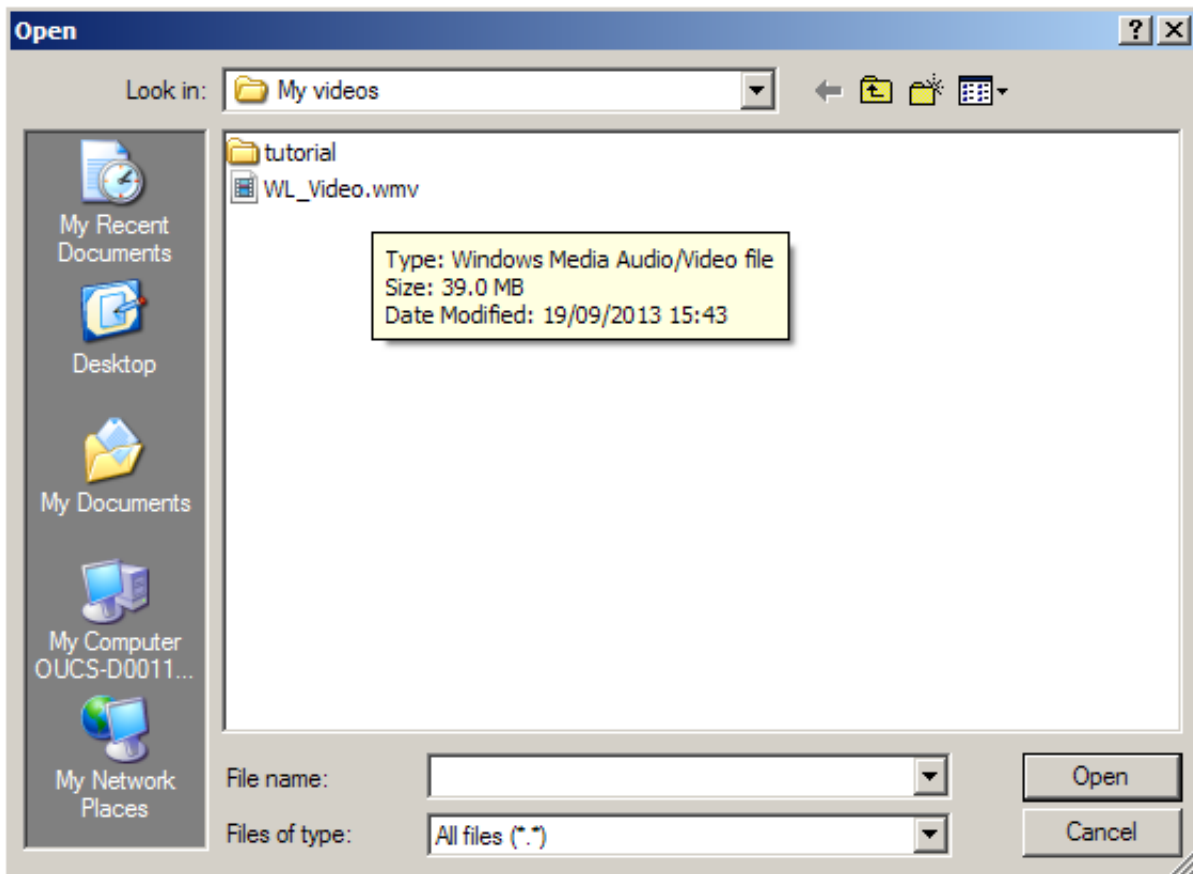 Open
Look in: My videos
tutorial
WL_Video.wmv
Type: Windows Media Audio/Video file
Size: 39.0 MB
Date Modified: 19/09/2013 15:43
My Recent
Documents
Desktop
My Documents
My Computer
OUCS-D0011...
My Network
Places
File name:
Open
Files of type: All files (*.*)
Cancel